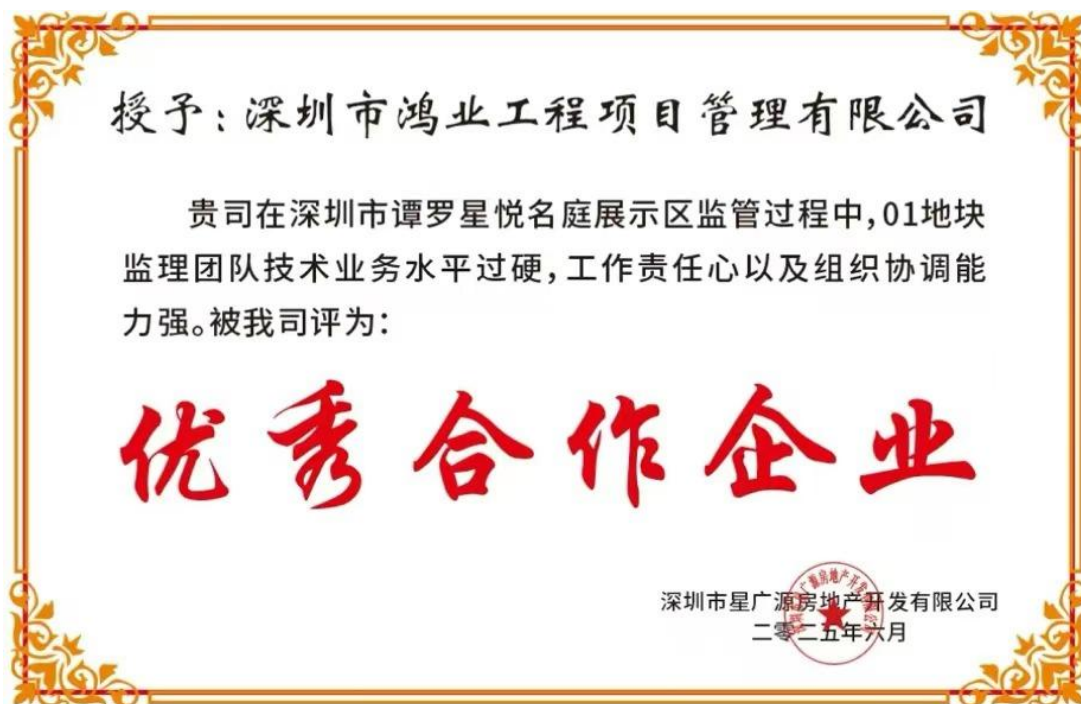 授予：深圳市鸿业工程项目管理有限公司
贵司在深圳市谭罗星悦名庭展示区监管过程中，01地块
监理团队技术业务水平过硬，工作责任心以及组织协调能
力强。被我司评为：
优秀合作企业
深圳市星广源房地产开发有限公司
二零二五年六月